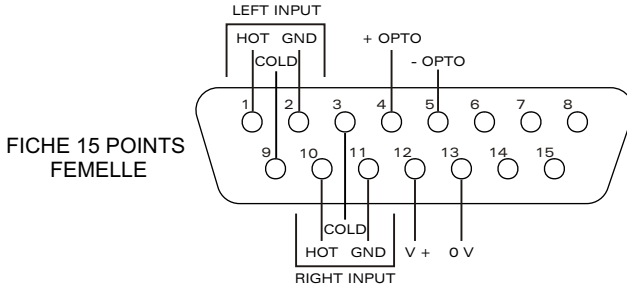 LEFT INPUT
HOT GND
COLD
+ OPTO
- OPTO
1 2 3 4 5 6 7 8
FICHE 15 POINTS
FEMELLE
9 10 11 12 13 14 15
COLD
HOT GND V + 0 V
RIGHT INPUT